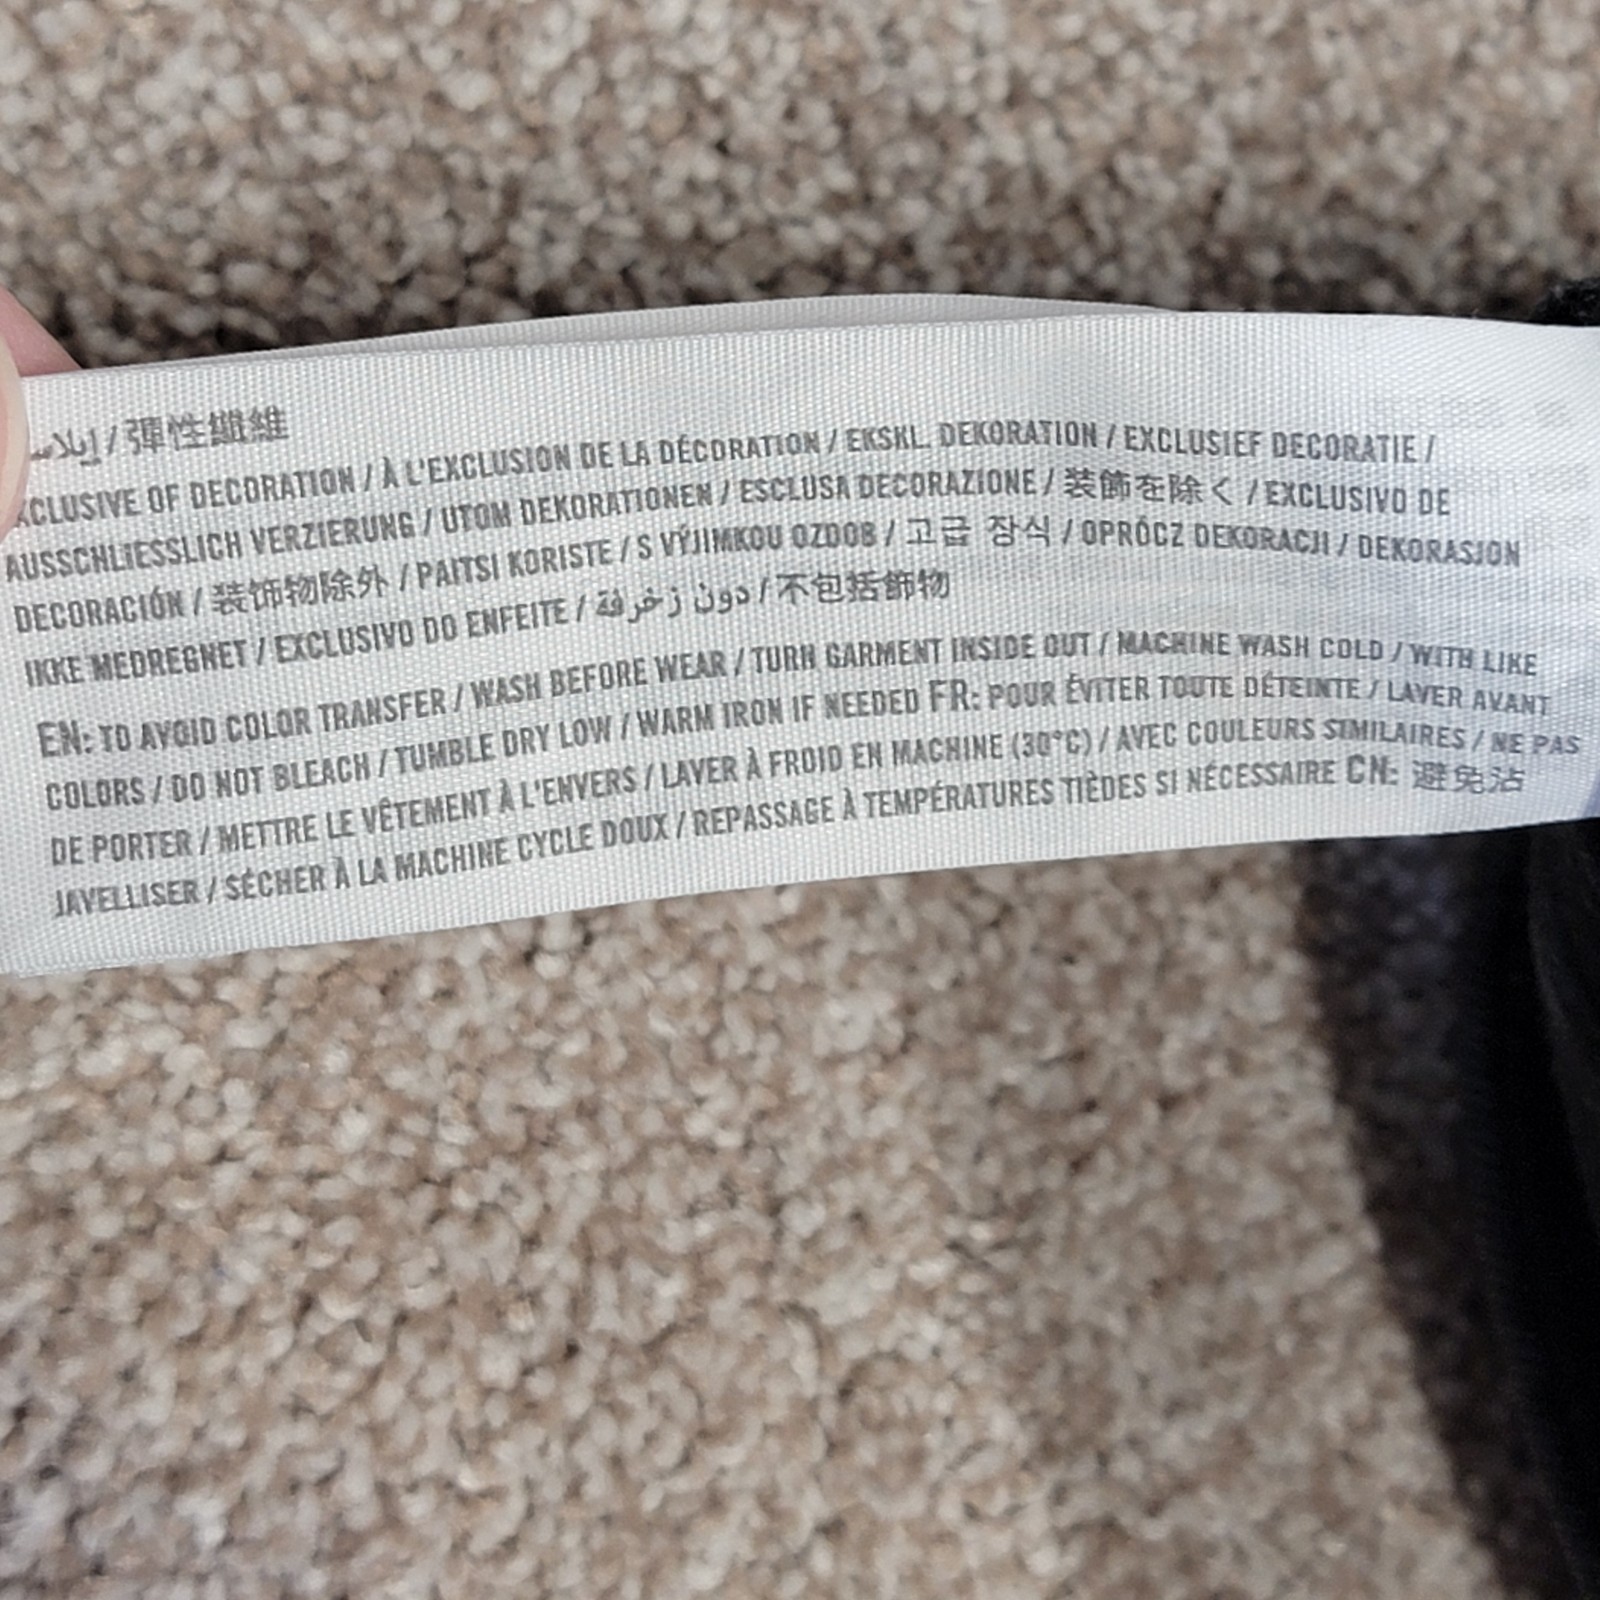 / 彈性纖維
EXCLUSIVE OF DECORATION / À L'EXCLUSION DE LA DÉCORATION / EKSKL. DEKORATION / EXCLUSIEF DECORATIE /
AUSSCHLIESSLICH VERZIERUNG / UTOM DEKORATIONEN / ESCLUSA DECORAZIONE / 装飾を除く / EXCLUSIVO DE
DECORACIÓN / 装饰物除外 / PAITSI KORISTE / S VÝJIMKOU OZDOB / 고급 장식 / OPRÓCZ DEKORACJI / DEKORASJON
IKKE MEDREGNET / EXCLUSIVO DO ENFEITE / دون زخرفة / 不包括飾物
EN: TO AVOID COLOR TRANSFER / WASH BEFORE WEAR / TURN GARMENT INSIDE OUT / MACHINE WASH COLD / WITH LIKE
COLORS / DO NOT BLEACH / TUMBLE DRY LOW / WARM IRON IF NEEDED FR: POUR ÉVITER TOUTE DÉTEINTE / LAVER AVANT
DE PORTER / METTRE LE VÊTEMENT À L'ENVERS / LAVER À FROID EN MACHINE (30°C) / AVEC COULEURS SIMILAIRES / NE PAS
JAVELLISER / SÉCHER À LA MACHINE CYCLE DOUX / REPASSAGE À TEMPÉRATURES TIÈDES SI NÉCESSAIRE CN: 避免沾